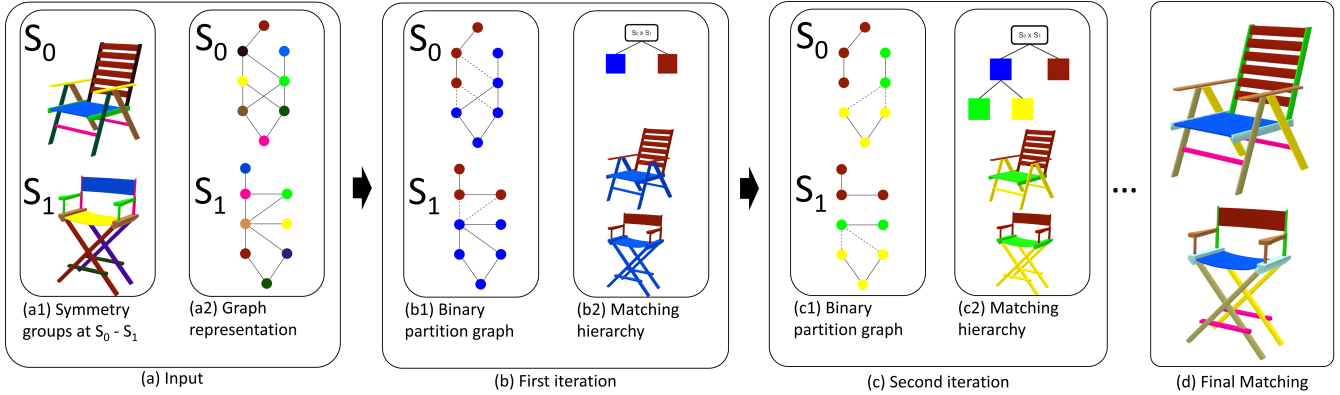 S0
S1
(a1) Symmetry
groups at S0 - S1
S0
S1
(a2) Graph
representation
(a) Input
S0
S1
(b1) Binary
partition graph
S0 x S1
(b2) Matching
hierarchy
(b) First iteration
S0
S1
(c1) Binary
partition graph
S0 x S1
(c2) Matching
hierarchy
(c) Second iteration
...
(d) Final Matching